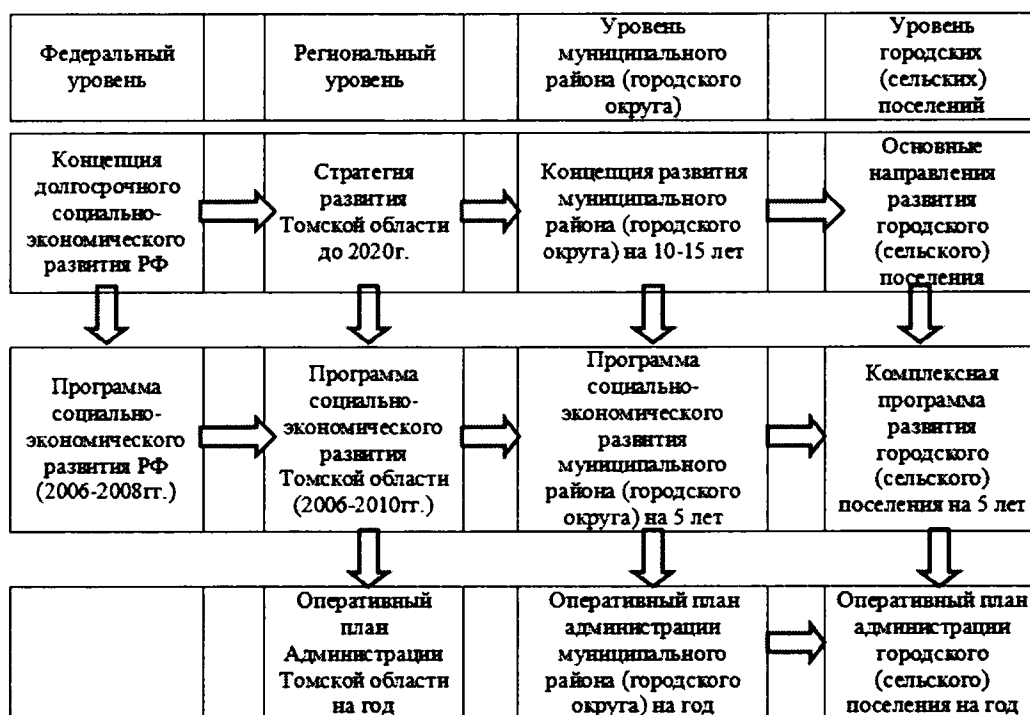 Федеральный
уровень
Региональный
уровень
Уровень
муниципального
района (городского
округа)
Уровень
городских
(сельских)
поселений
Концепция
долгосрочного
социально-
экономического
развития РФ
Стратегия
развития
Томской области
до 2020г.
Концепция развития
муниципального
района (городского
округа) на 10-15 лет
Основные
направления
развития
городского
(сельского)
поселения
Программа
социально-
экономического
развития РФ
(2006-2008гг.)
Программа
социально-
экономического
развития
Томской области
(2006-2010гг.)
Программа
социально-
экономического
развития
муниципального
района (городского
округа) на 5 лет
Комплексная
программа
развития
городского
(сельского)
поселения на 5 лет
Оперативный
план
Администрации
Томской области
на год
Оперативный план
администрации
муниципального
района (городского
округа) на год
Оперативный план
администрации
городского
(сельского)
поселения на год